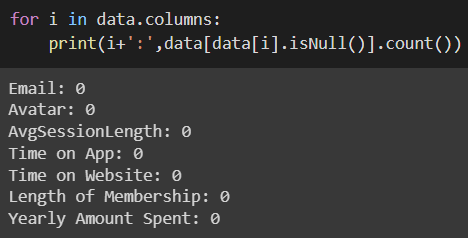 for i in data.columns:
    print(i+':',data[data[i].isNull()].count())
Email: 0
Avatar: 0
AvgSessionLength: 0
Time on App: 0
Time on Website: 0
Length of Membership: 0
Yearly Amount Spent: 0